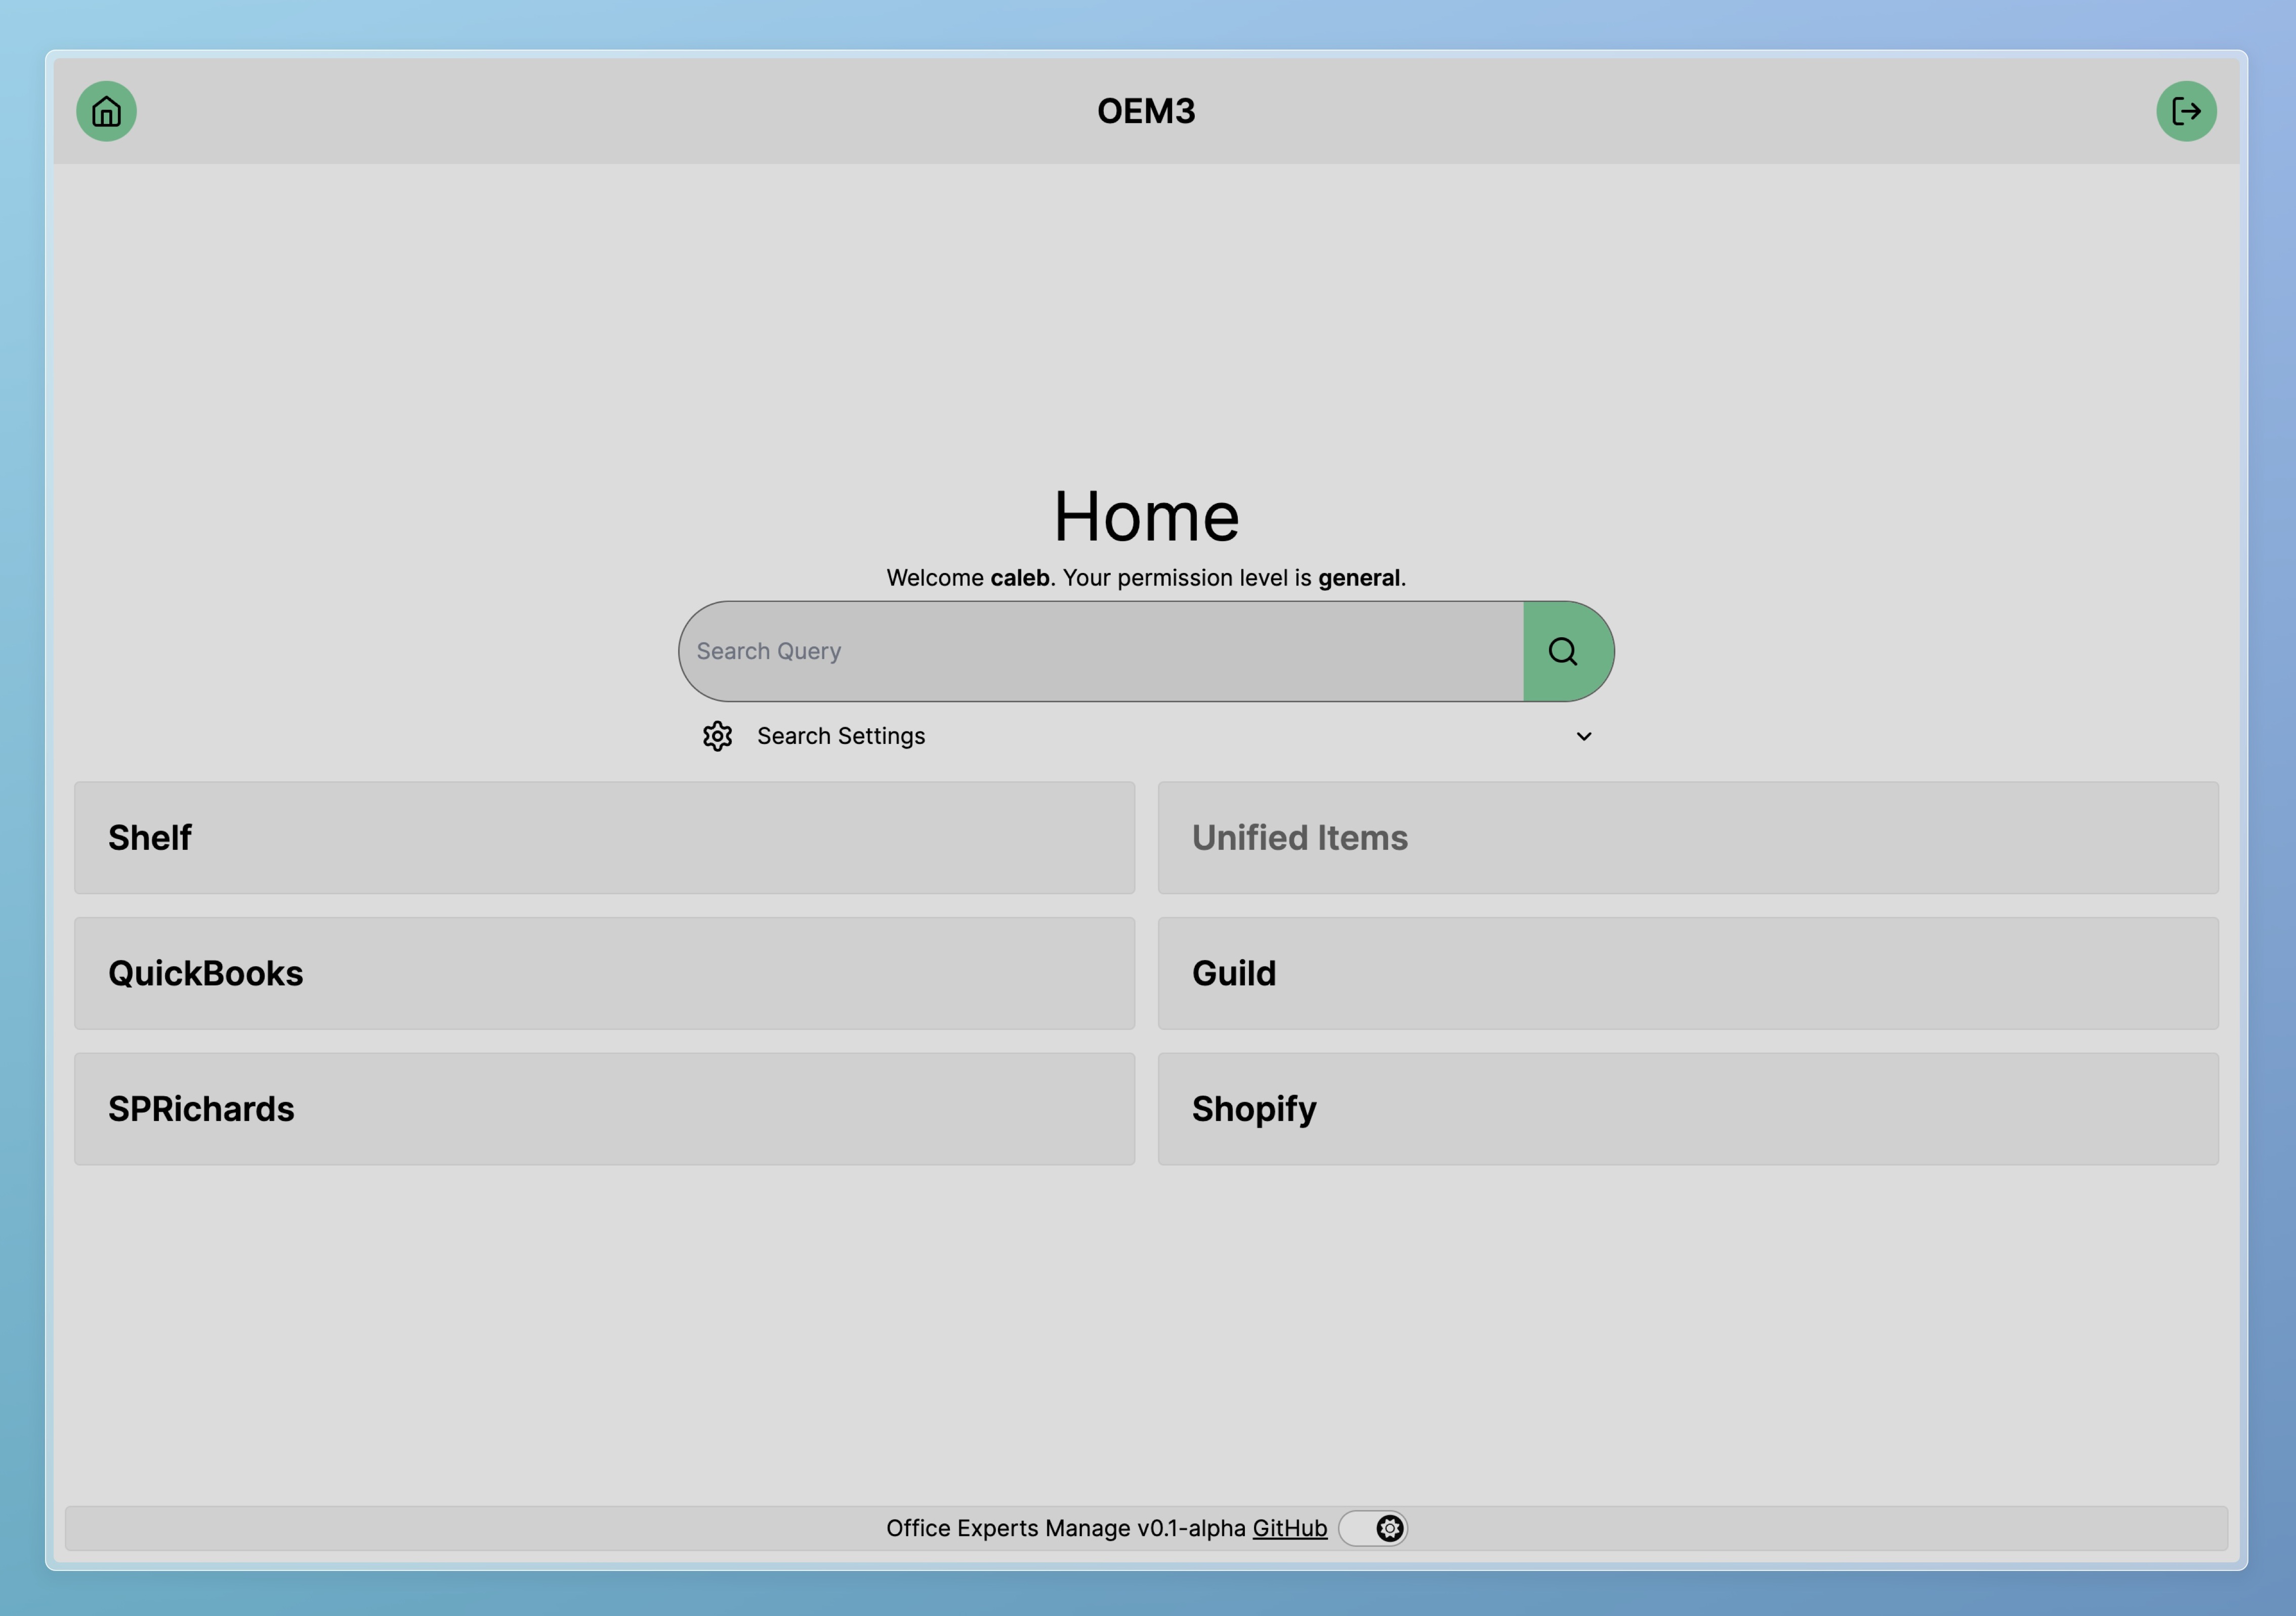 OEM3
Home
Welcome caleb. Your permission level is general.
Search Query
Search Settings
Shelf
Unified Items
QuickBooks
Guild
SPRichards
Shopify
Office Experts Manage v0.1-alpha GitHub